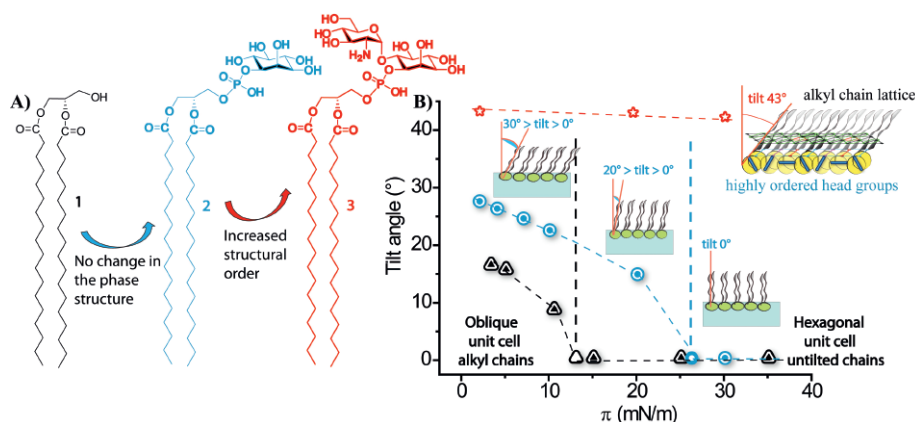 A)
HO
OH
HO
OH
HO
OH
O
O
P
OH
O
O
O
C
O
C
O
2
HO
HO
HO
O
H₂N
O
OH
OH
HO
OH
O
O
P
OH
O
O
O
C
O
C
O
3
OH
O
O
O
C
C
O
1
No change in
the phase
structure
Increased
structural
order
B)
Tilt angle (°)
40
30
20
10
0
0
10
20
30
40
π (mN/m)
30° > tilt > 0°
20° > tilt > 0°
tilt 0°
tilt 43°
alkyl chain lattice
highly ordered head groups
Oblique
unit cell
alkyl chains
Hexagonal
unit cell
untilted chains